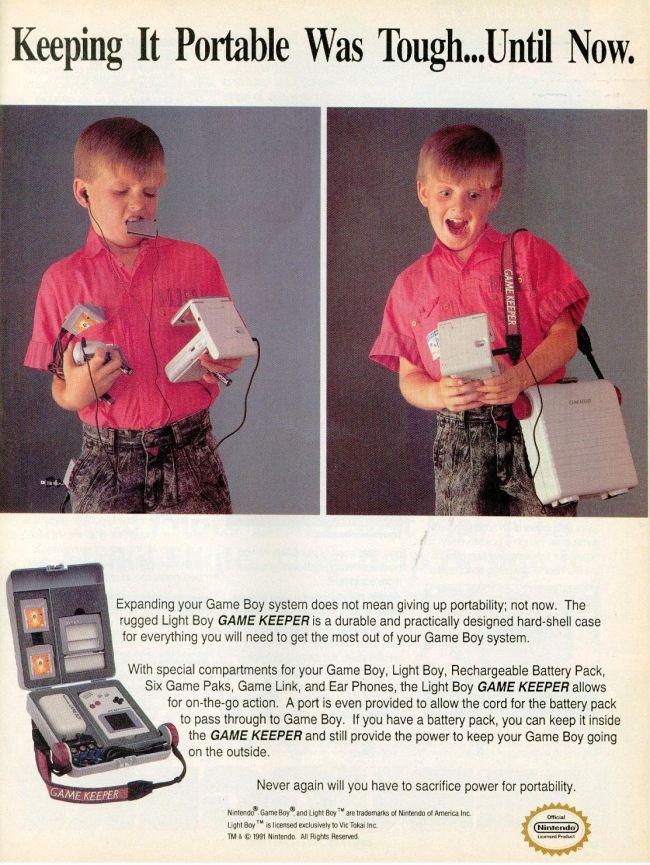 Keeping It Portable Was Tough...Until Now.
GAME KEEPER
Expanding your Game Boy system does not mean giving up portability; not now. The
rugged Light Boy GAME KEEPER is a durable and practically designed hard-shell case
for everything you will need to get the most out of your Game Boy system.
With special compartments for your Game Boy, Light Boy, Rechargeable Battery Pack,
Six Game Paks, Game Link, and Ear Phones, the Light Boy GAME KEEPER allows
for on-the-go action. A port is even provided to allow the cord for the battery pack
to pass through to Game Boy. If you have a battery pack, you can keep it inside
the GAME KEEPER and still provide the power to keep your Game Boy going
on the outside.
GAME KEEPER
Never again will you have to sacrifice power for portability.
Nintendo®, Game Boy®, and Light Boy™ are trademarks of Nintendo of America Inc.
Light Boy™ is licensed exclusively to Vic Tokai Inc.
TM & © 1991 Nintendo. All Rights Reserved.
Official
Nintendo
Licensed Product